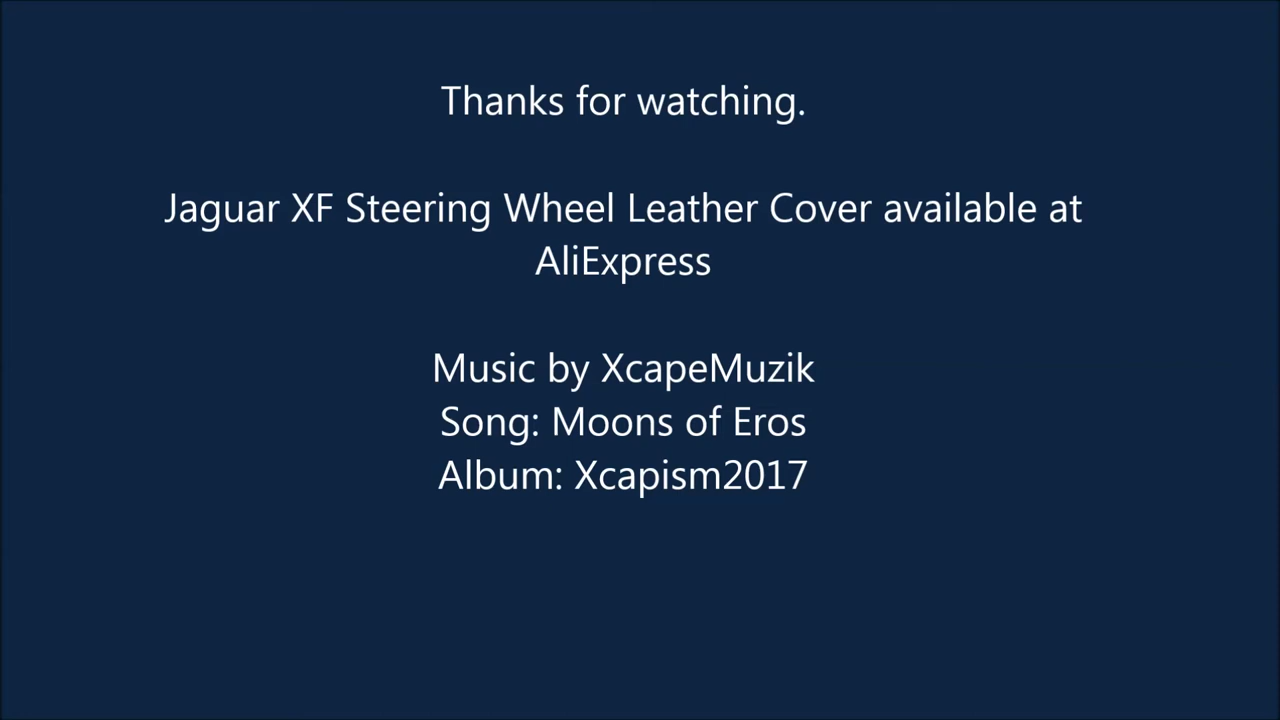 Thanks for watching.
Jaguar XF Steering Wheel Leather Cover available at
AliExpress
Music by XcapeMuzik
Song: Moons of Eros
Album: Xcapism2017